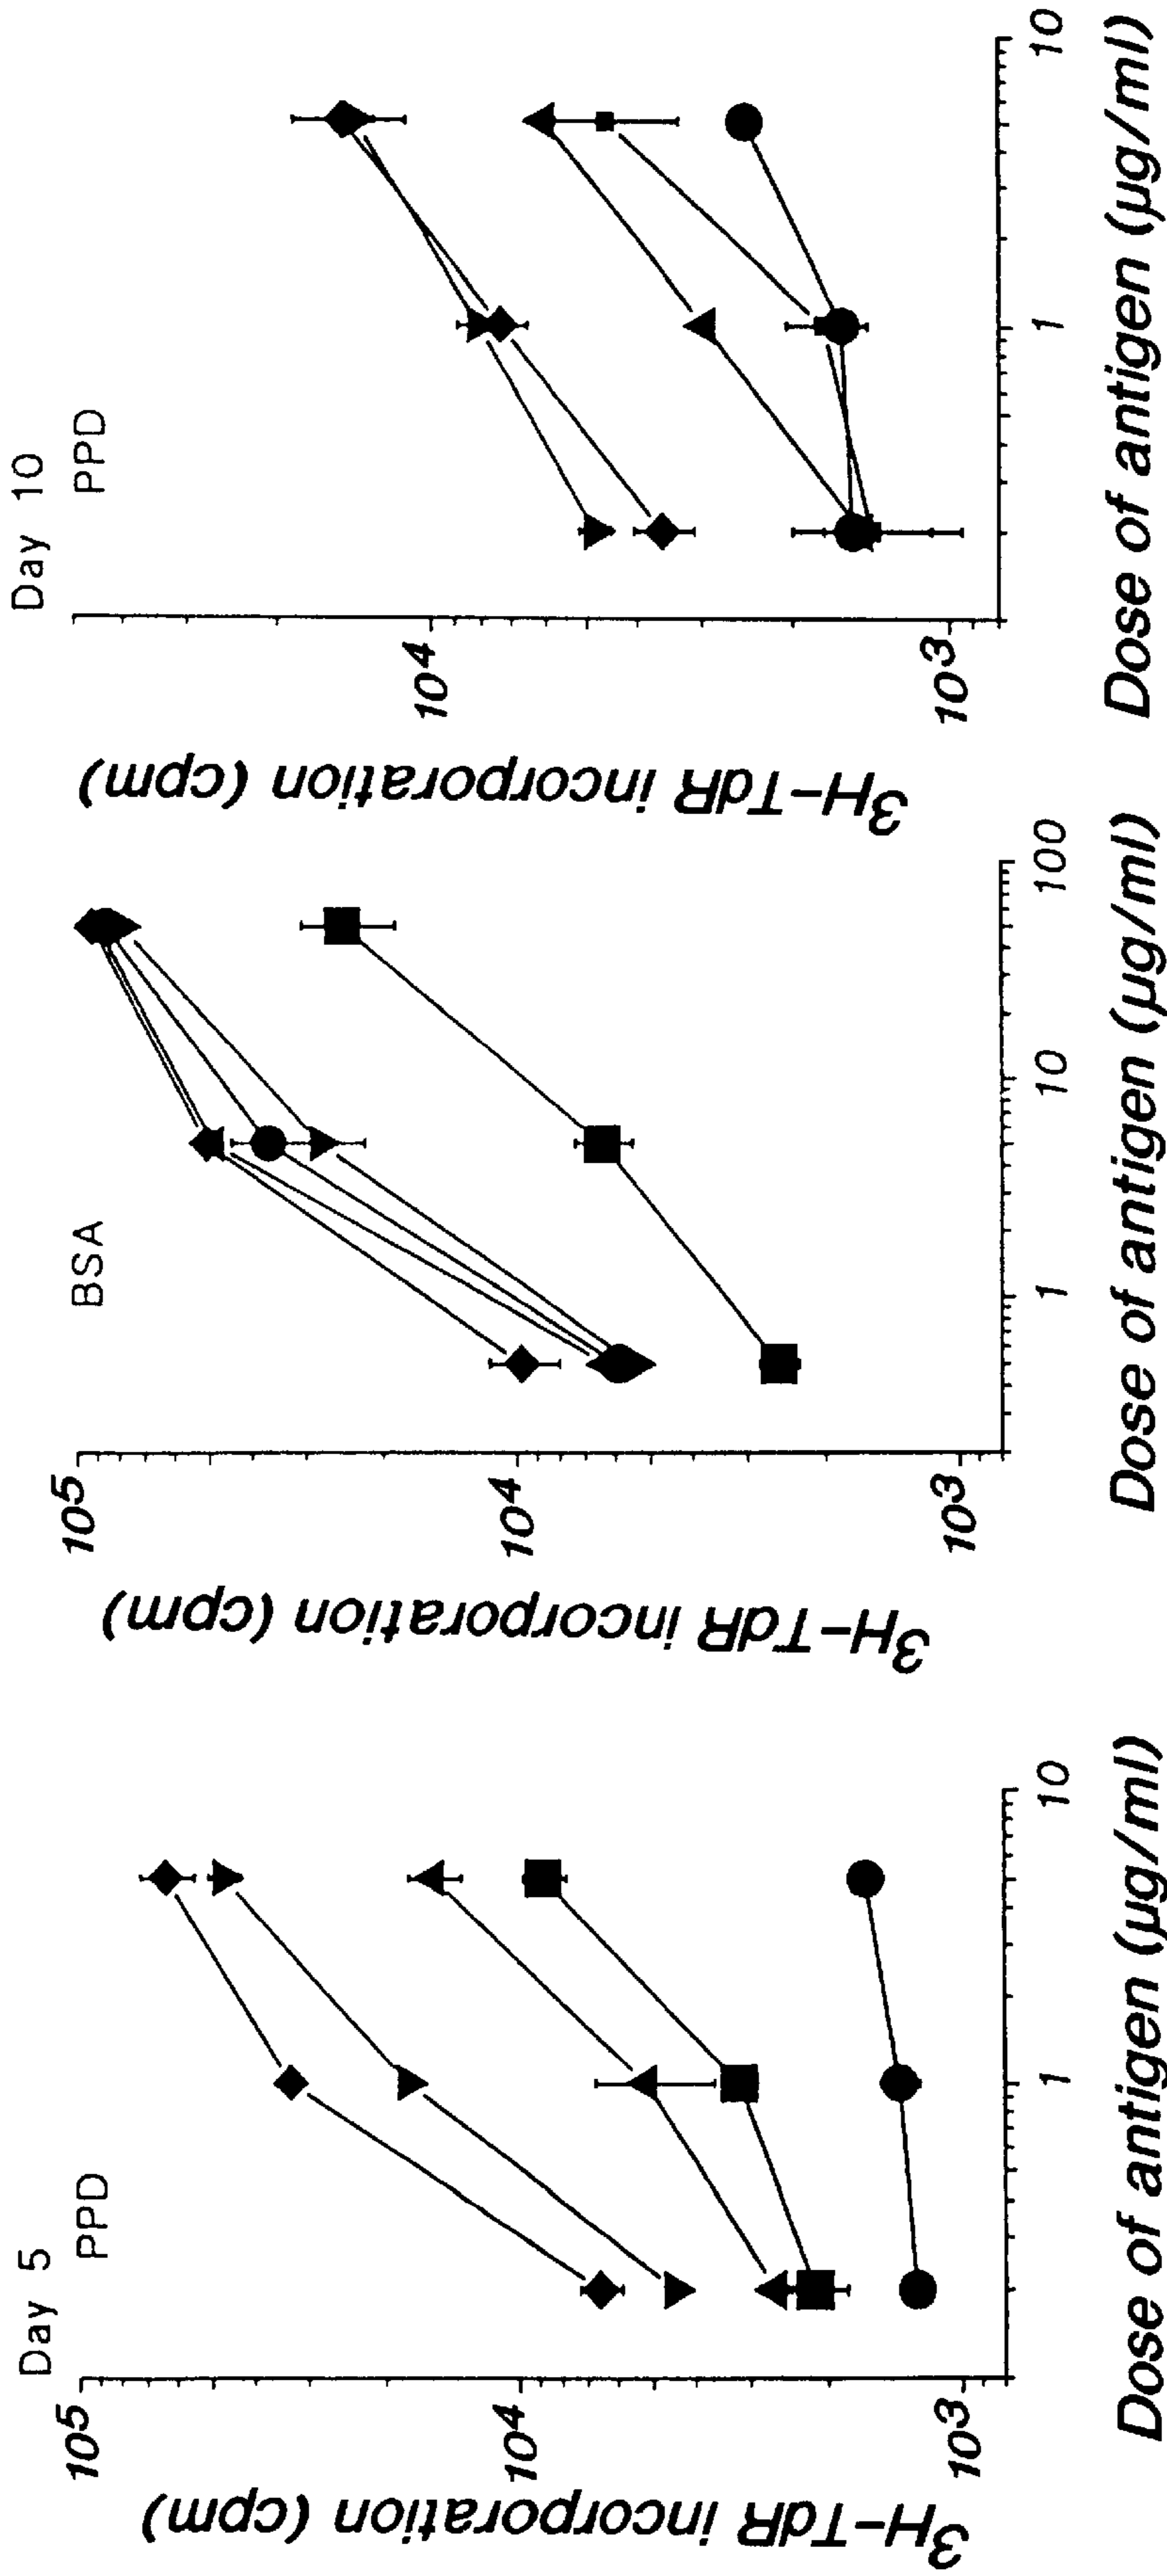 Day 5
PPD
10⁵
10⁴
10³
³H-TdR incorporation (cpm)
1
10
Dose of antigen (µg/ml)
BSA
10⁵
10⁴
10³
³H-TdR incorporation (cpm)
1
10
100
Dose of antigen (µg/ml)
Day 10
PPD
10⁴
10³
³H-TdR incorporation (cpm)
1
10
Dose of antigen (µg/ml)